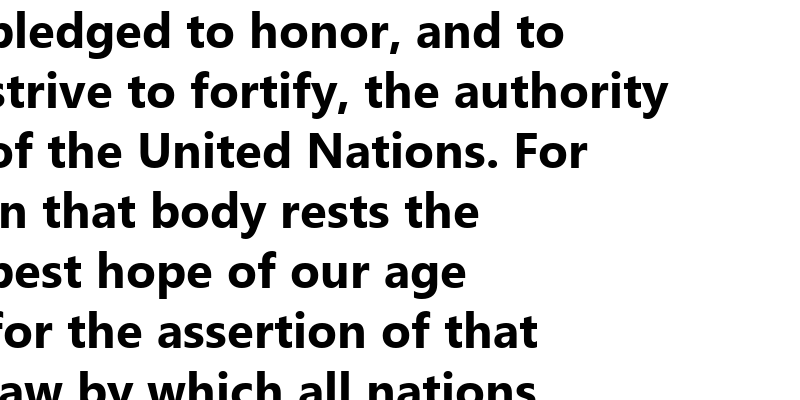 pledged to honor, and to
strive to fortify, the authority
of the United Nations. For
in that body rests the
best hope of our age
for the assertion of that
law by which all nations